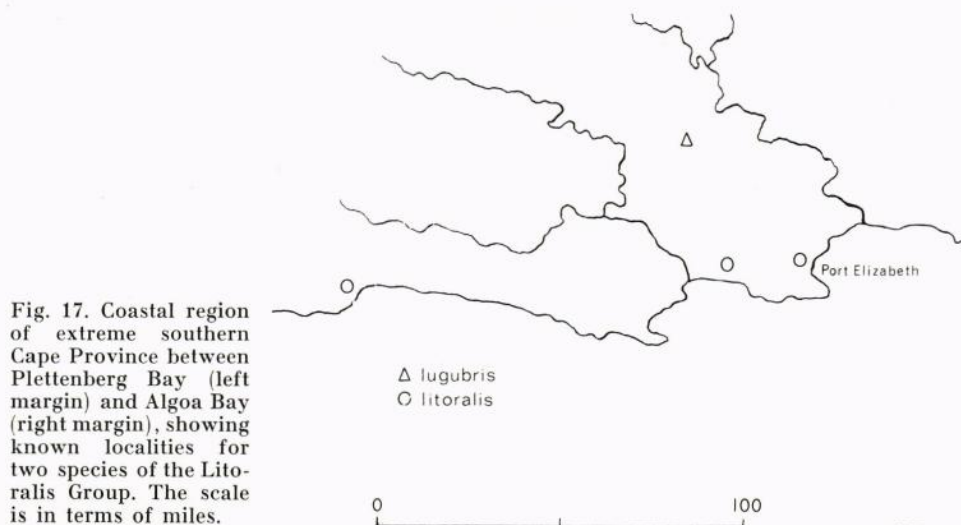 Fig. 17. Coastal region
of extreme southern
Cape Province between
Plettenberg Bay (left
margin) and Algoa Bay
(right margin), showing
known localities for
two species of the Lito-
ralis Group. The scale
is in terms of miles.
Port Elizabeth
Δ lugubris
O litoralis
0 100